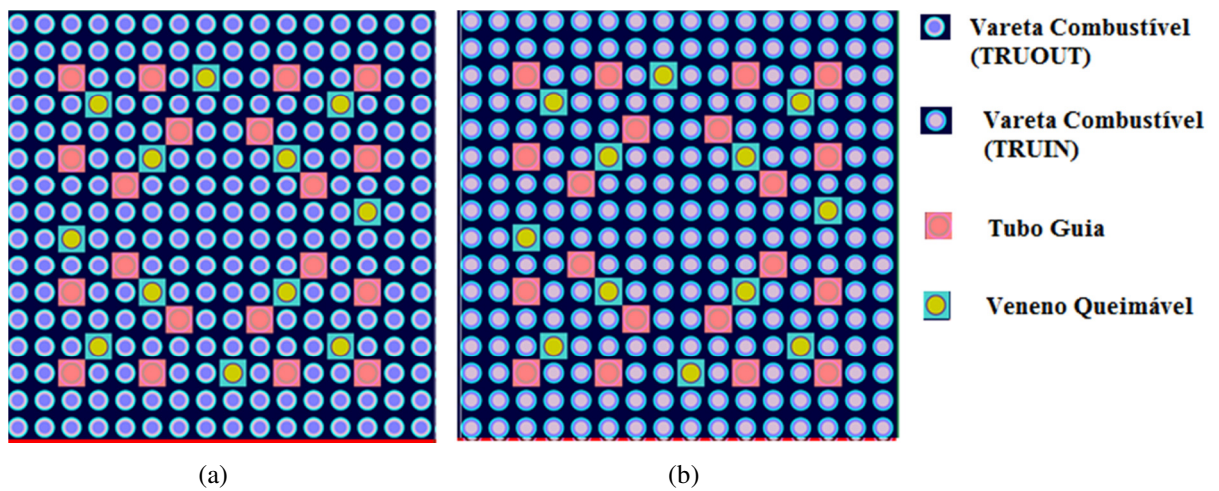 Vareta Combustível
(TRUOUT)
Vareta Combustível
(TRUIN)
Tubo Guia
Veneno Queimável
(a)
(b)